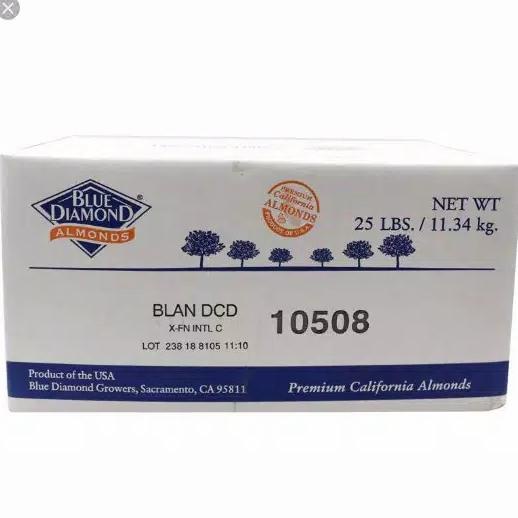 BLUE
DIAMOND®
ALMONDS
PREMIUM
California
ALMONDS
PRODUCT OF U.S.A.
NET WT
25 LBS. / 11.34 kg.
BLAN DCD
X-FN INTL C
LOT 238 18 8105 11:10
10508
Product of the USA
Blue Diamond Growers, Sacramento, CA 95811
Premium California Almonds